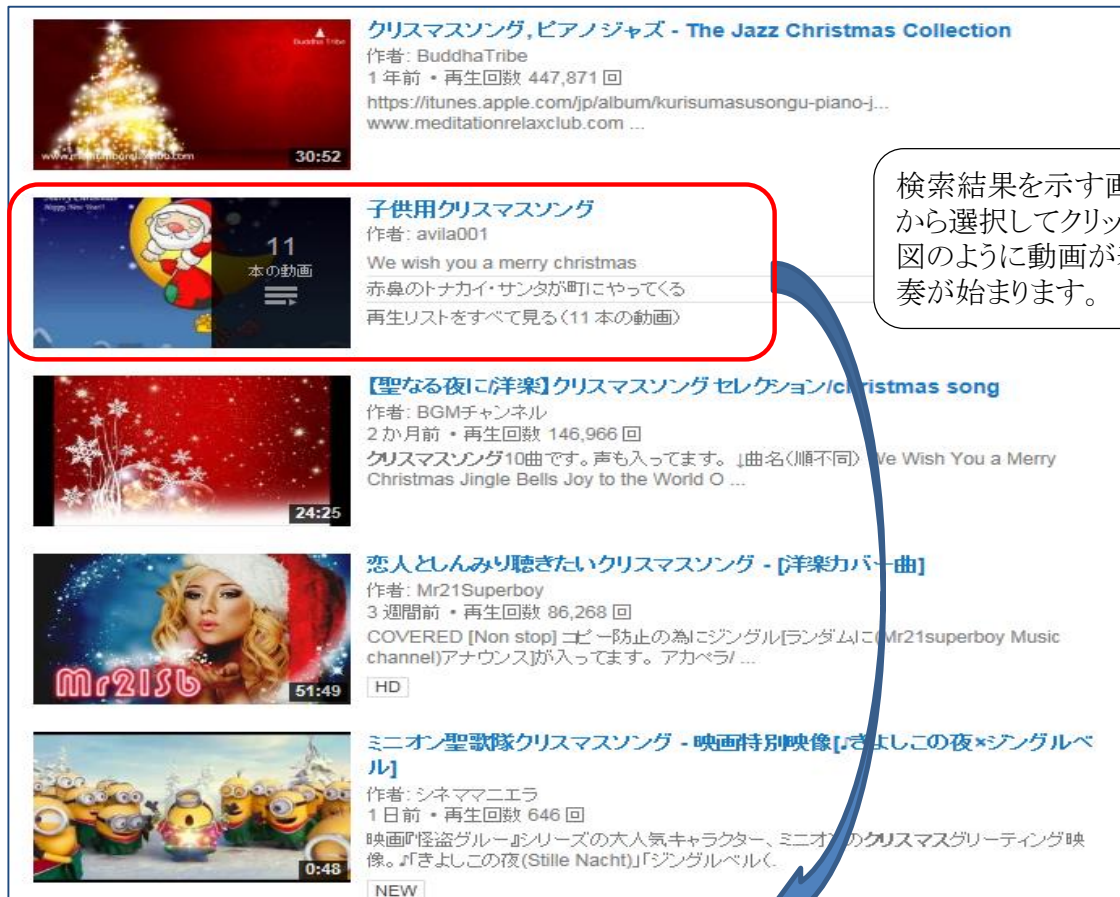 クリスマスソング,ピアノジャズ - The Jazz Christmas Collection
作者: BuddhaTribe
1 年前 • 再生回数 447,871 回
https://itunes.apple.com/jp/album/kurisumasusongu-piano-j...
www.meditationrelaxclub.com ...
Buddha Tribe
30:52
子供用クリスマスソング
作者: avila001
We wish you a merry christmas
赤鼻のトナカイ・サンタが町にやってくる
再生リストをすべて見る(11 本の動画)
Merry Christmas
Happy New Year!!
11
本の動画
検索結果を示す画
から選択してクリッ
図のように動画が
奏が始まります。
【聖なる夜に/洋楽】クリスマスソング セレクション/christmas song
作者: BGMチャンネル
2 か月前 • 再生回数 146,966 回
クリスマスソング10曲です。声も入ってます。 ↓曲名(順不同) We Wish You a Merry
Christmas Jingle Bells Joy to the World O ...
24:25
恋人としんみり聴きたいクリスマスソング - [洋楽カバー曲]
作者: Mr21Superboy
3 週間前 • 再生回数 86,268 回
COVERED [Non stop] コピー防止の為にジングル[ランダムに(Mr21superboy Music
channel)アナウンス]が入ってます。 アカペラ/ ...
HD
Mr21Sb
51:49
ミニオン聖歌隊クリスマスソング - 映画特別映像[♪きよしこの夜×ジングルベ
ル]
作者: シネママニエラ
1 日前 • 再生回数 646 回
映画『怪盗グルー』シリーズの大人気キャラクター、ミニオンのクリスマスグリーティング映
像。♪「きよしこの夜(Stille Nacht)」「ジングルベル(.
NEW
0:48